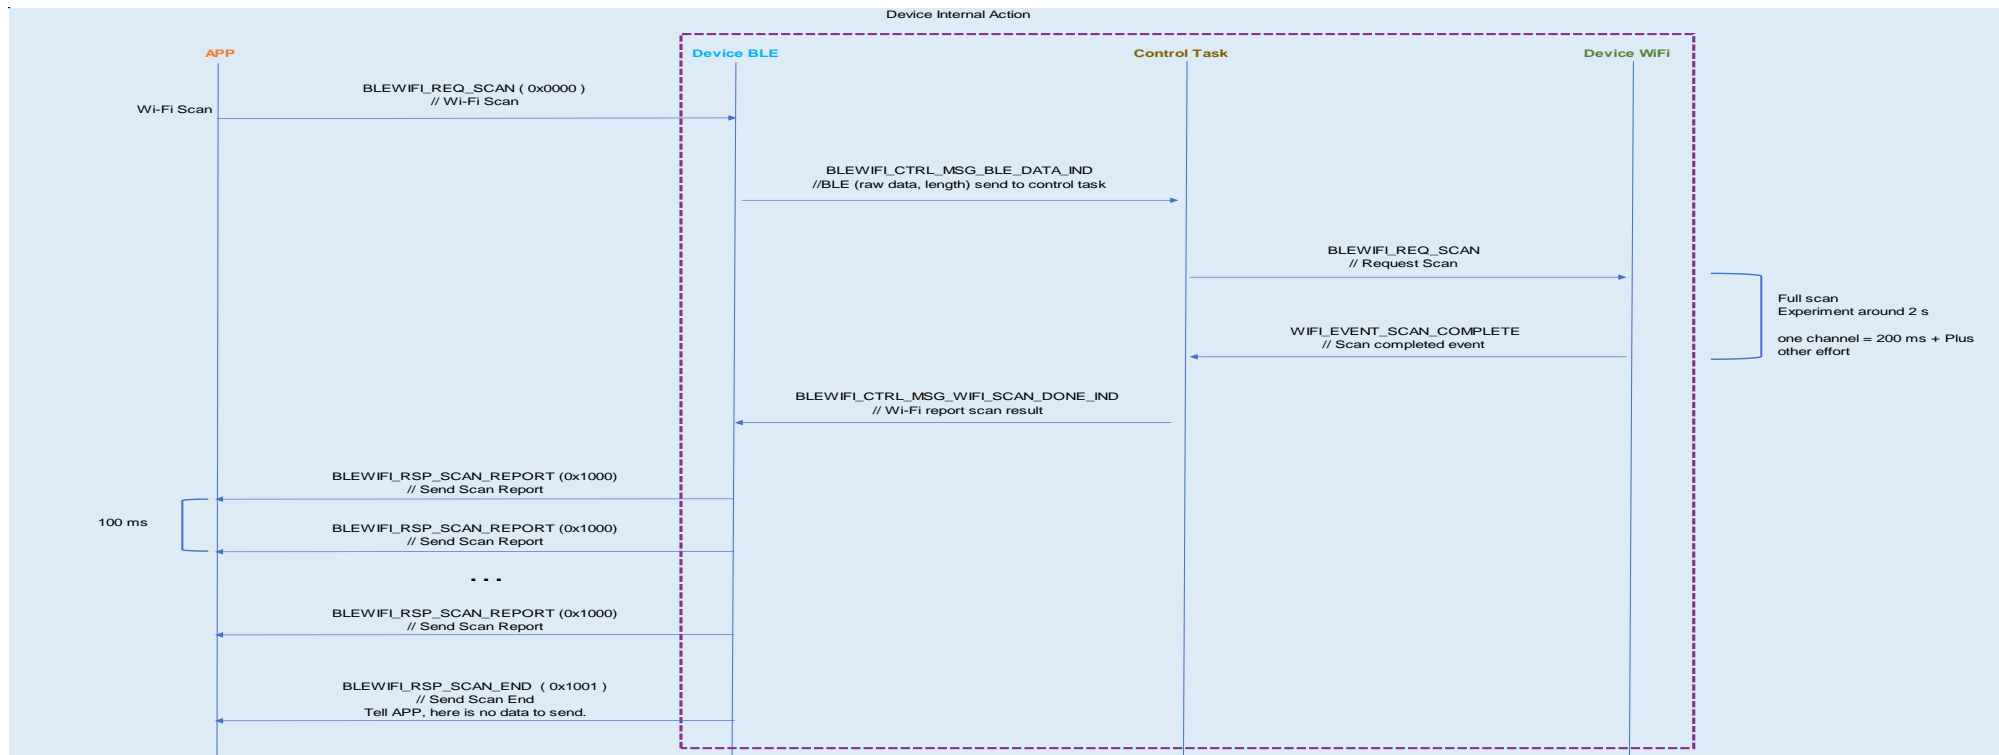 Device Internal Action
APP
Device BLE
Control Task
Device WiFi
BLEWIFI_REQ_SCAN ( 0x0000 )
// Wi-Fi Scan
Wi-Fi Scan
BLEWIFI_CTRL_MSG_BLE_DATA_IND
//BLE (raw data, length) send to control task
BLEWIFI_REQ_SCAN
// Request Scan
Full scan
Experiment around 2 s
one channel = 200 ms + Plus
other effort
WIFI_EVENT_SCAN_COMPLETE
// Scan completed event
BLEWIFI_CTRL_MSG_WIFI_SCAN_DONE_IND
// Wi-Fi report scan result
BLEWIFI_RSP_SCAN_REPORT (0x1000)
// Send Scan Report
100 ms
BLEWIFI_RSP_SCAN_REPORT (0x1000)
// Send Scan Report
- - -
BLEWIFI_RSP_SCAN_REPORT (0x1000)
// Send Scan Report
BLEWIFI_RSP_SCAN_END ( 0x1001 )
// Send Scan End
Tell APP, here is no data to send.